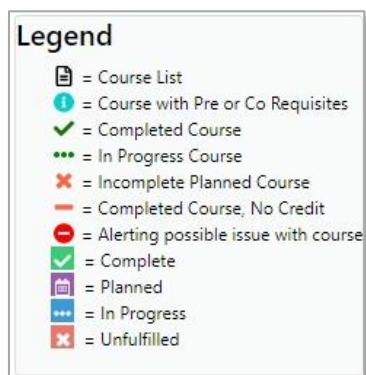 Legend
= Course List
= Course with Pre or Co Requisites
= Completed Course
= In Progress Course
= Incomplete Planned Course
= Completed Course, No Credit
= Alerting possible issue with course
= Complete
= Planned
= In Progress
= Unfulfilled